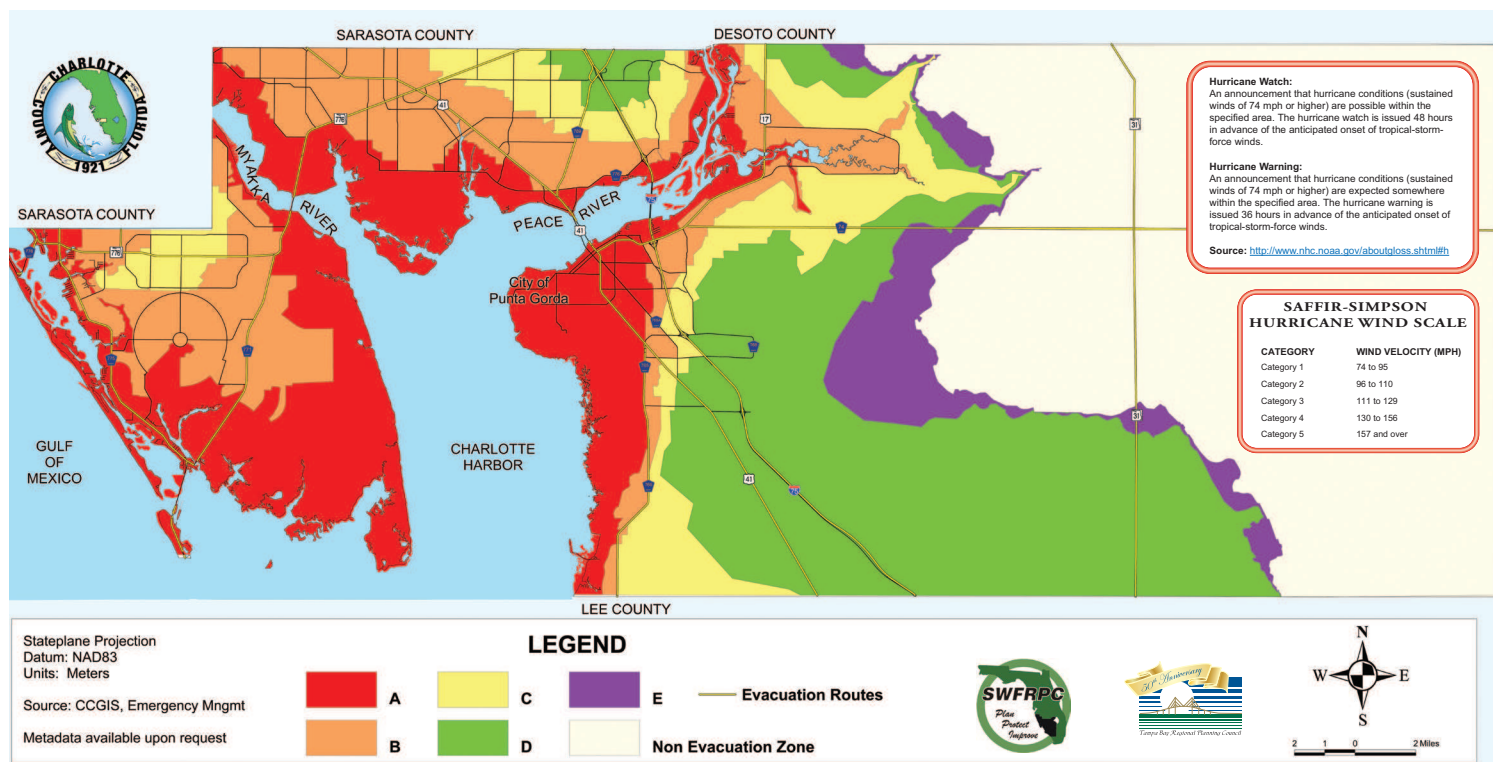 SARASOTA COUNTY
DESOTO COUNTY
CHARLOTTE
COUNTY
FLORIDA
1921
SARASOTA COUNTY
776
41
17
31
776
75
41
31
41
75
MYAKKA
RIVER
PEACE
RIVER
City of
Punta Gorda
GULF
OF
MEXICO
CHARLOTTE
HARBOR
LEE COUNTY
Hurricane Watch:
An announcement that hurricane conditions (sustained
winds of 74 mph or higher) are possible within the
specified area. The hurricane watch is issued 48 hours
in advance of the anticipated onset of tropical-storm-
force winds.
Hurricane Warning:
An announcement that hurricane conditions (sustained
winds of 74 mph or higher) are expected somewhere
within the specified area. The hurricane warning is
issued 36 hours in advance of the anticipated onset of
tropical-storm-force winds.
Source: http://www.nhc.noaa.gov/aboutgloss.shtml#h
SAFFIR-SIMPSON
HURRICANE WIND SCALE
CATEGORY WIND VELOCITY (MPH)
Category 1 74 to 95
Category 2 96 to 110
Category 3 111 to 129
Category 4 130 to 156
Category 5 157 and over
Stateplane Projection
Datum: NAD83
Units: Meters
Source: CCGIS, Emergency Mngmt
Metadata available upon request
LEGEND
A
C
E
Evacuation Routes
B
D
Non Evacuation Zone
SWFRPC
Plan
Protect
Improve
50th Anniversary
Tampa Bay Regional Planning Council
N
W
E
S
2 1 0 2 Miles